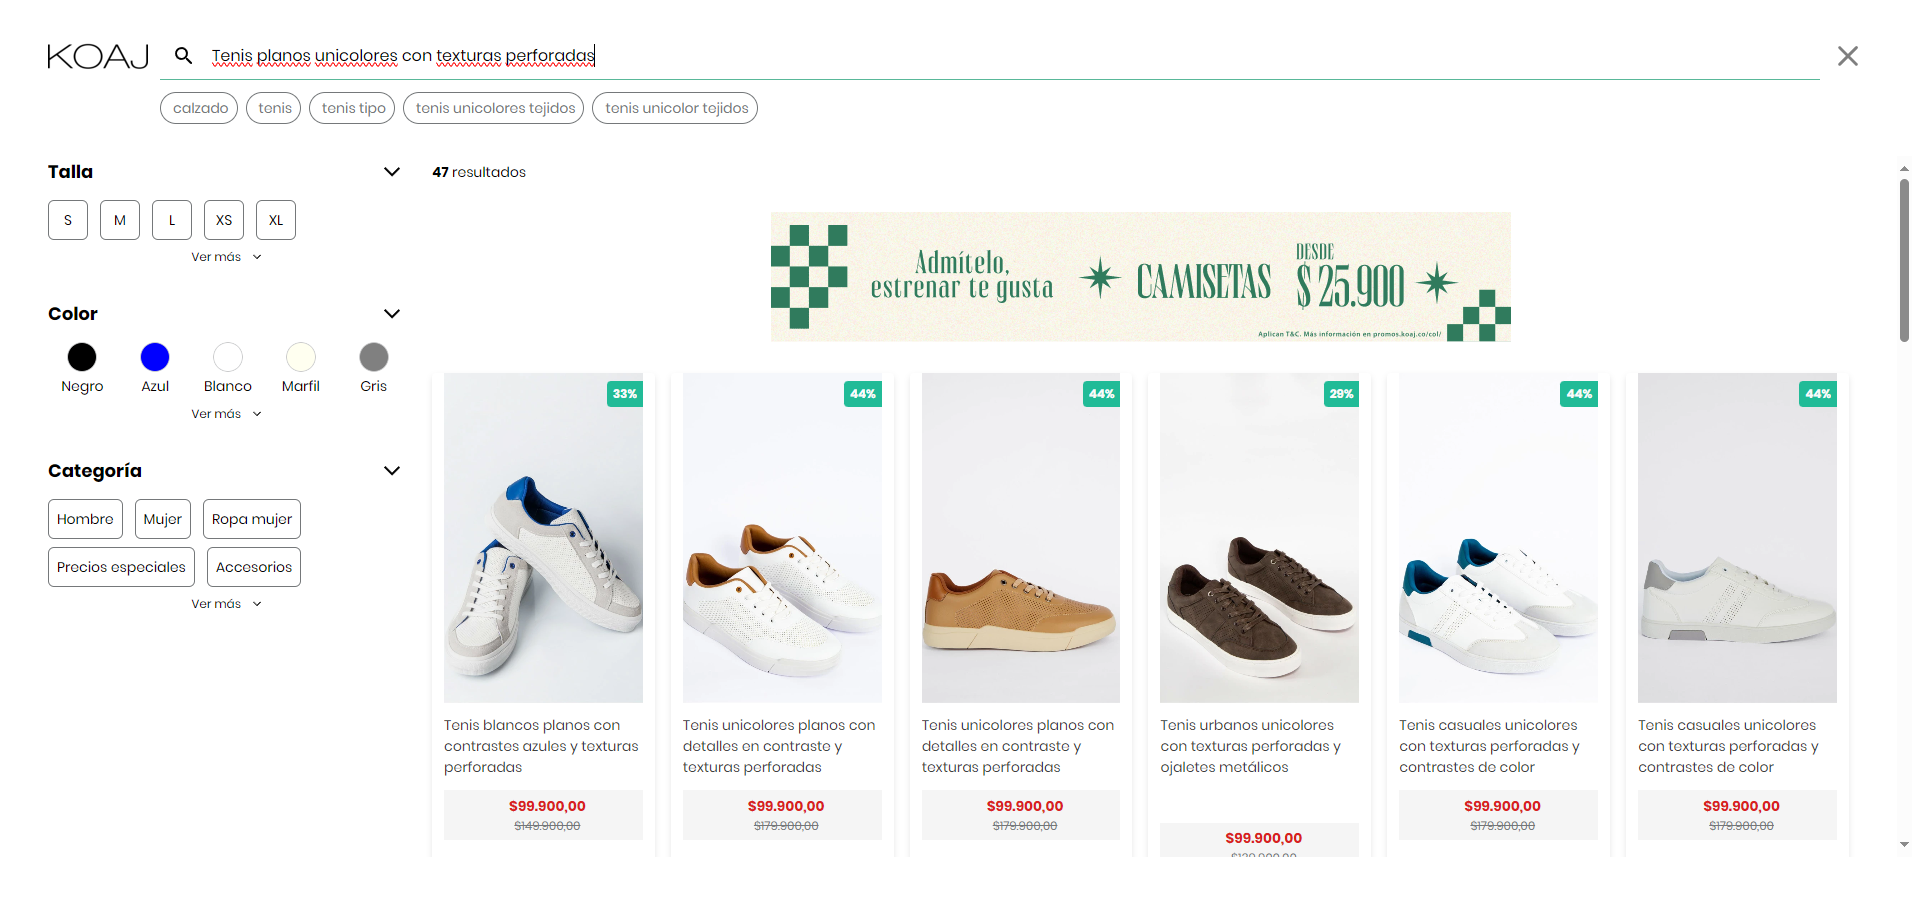 KOAJ
Tenis planos unicolores con texturas perforadas
calzado
tenis
tenis tipo
tenis unicolores tejidos
tenis unicolor tejidos
Talla
S
M
L
XS
XL
Ver más
Color
Negro
Azul
Blanco
Marfil
Gris
Ver más
Categoría
Hombre
Mujer
Ropa mujer
Precios especiales
Accesorios
Ver más
47 resultados
Admítelo,
estrenar te gusta
CAMISETAS
DESDE
$25.900
Aplican T&C. Más información en promos.koaj.co/col/
33%
Tenis blancos planos con
contrastes azules y texturas
perforadas
$99.900,00
$149.900,00
44%
Tenis unicolores planos con
detalles en contraste y
texturas perforadas
$99.900,00
$179.900,00
44%
Tenis unicolores planos con
detalles en contraste y
texturas perforadas
$99.900,00
$179.900,00
29%
Tenis urbanos unicolores
con texturas perforadas y
ojaletes metálicos
$99.900,00
$139.900,00
44%
Tenis casuales unicolores
con texturas perforadas y
contrastes de color
$99.900,00
$179.900,00
44%
Tenis casuales unicolores
con texturas perforadas y
contrastes de color
$99.900,00
$179.900,00